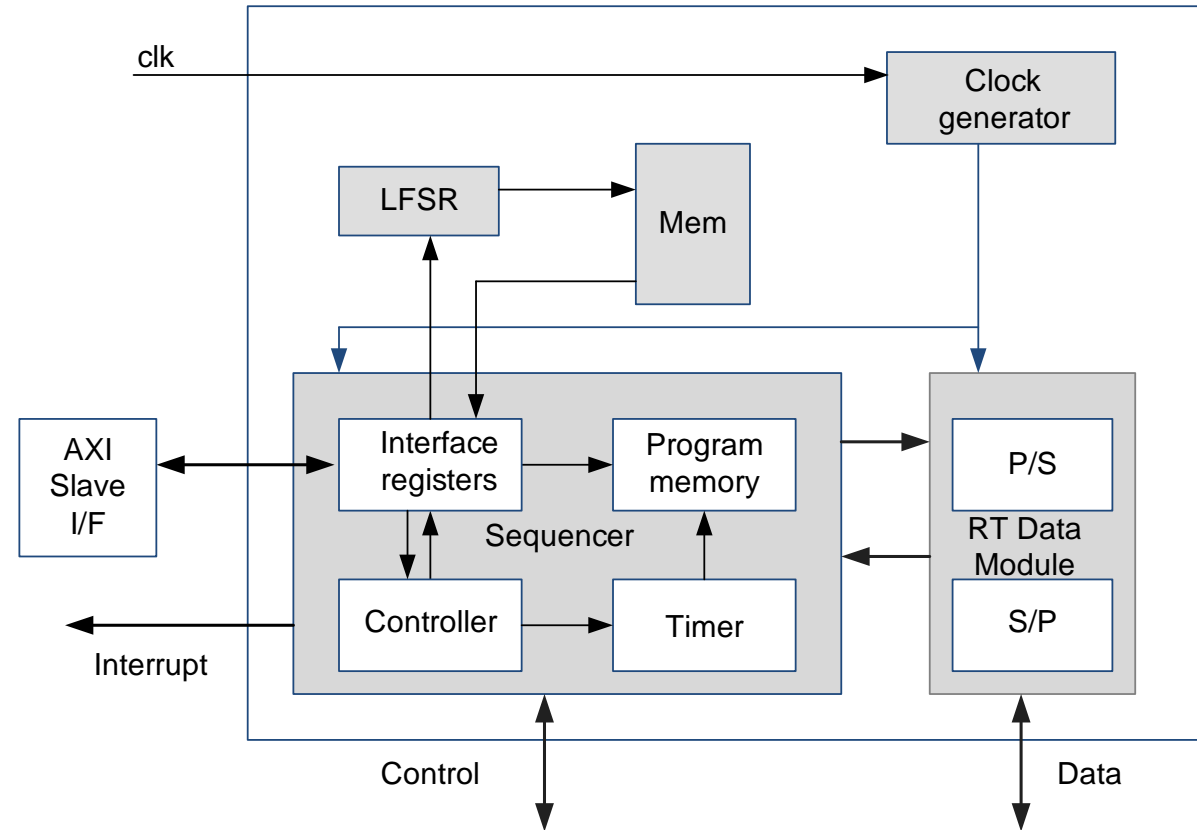 clk
Clock
generator
LFSR
Mem
AXI
Slave
I/F
Interface
registers
Program
memory
P/S
Sequencer
RT Data
Module
Controller
Timer
S/P
Interrupt
Control
Data